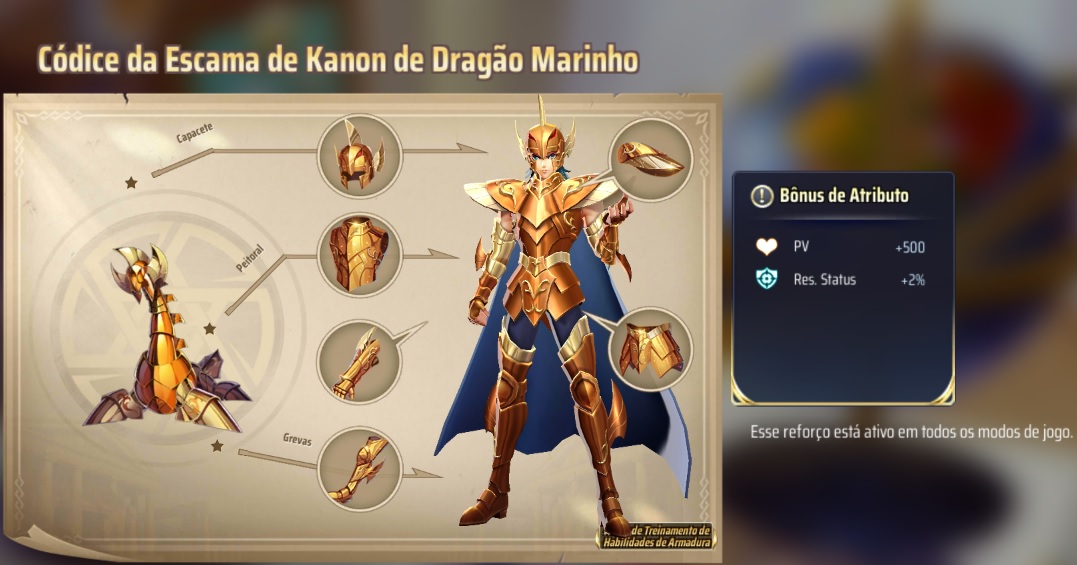 Códice da Escama de Kanon de Dragão Marinho
Capacete
Peitoral
Grevas
Bônus de Atributo
PV +500
Res. Status +2%
Esse reforço está ativo em todos os modos de jogo.
de Treinamento de
Habilidades de Armadura